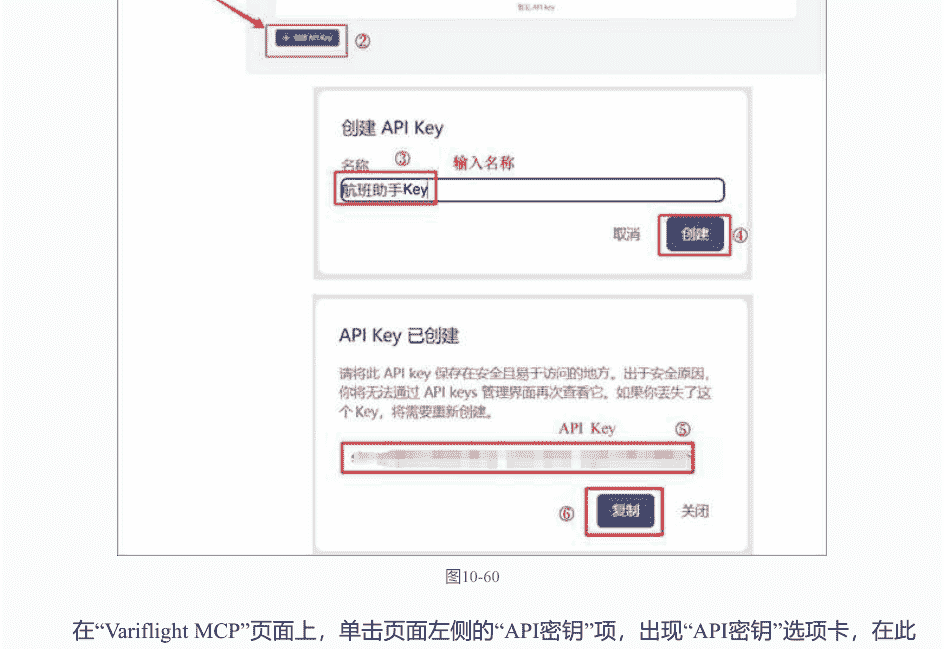 + 创建 API Key
②
创建 API Key
名称 ③ 输入名称
航班助手Key
取消 创建 ④
API Key 已创建
请将此 API key 保存在安全且易于访问的地方。出于安全原因,
你将无法通过 API keys 管理界面再次查看它。如果你丢失了这
个 Key，将需要重新创建。
API Key ⑤
⑥ 复制 关闭
图10-60
在“Variflight MCP”页面上，单击页面左侧的“API密钥”项，出现“API密钥”选项卡，在此